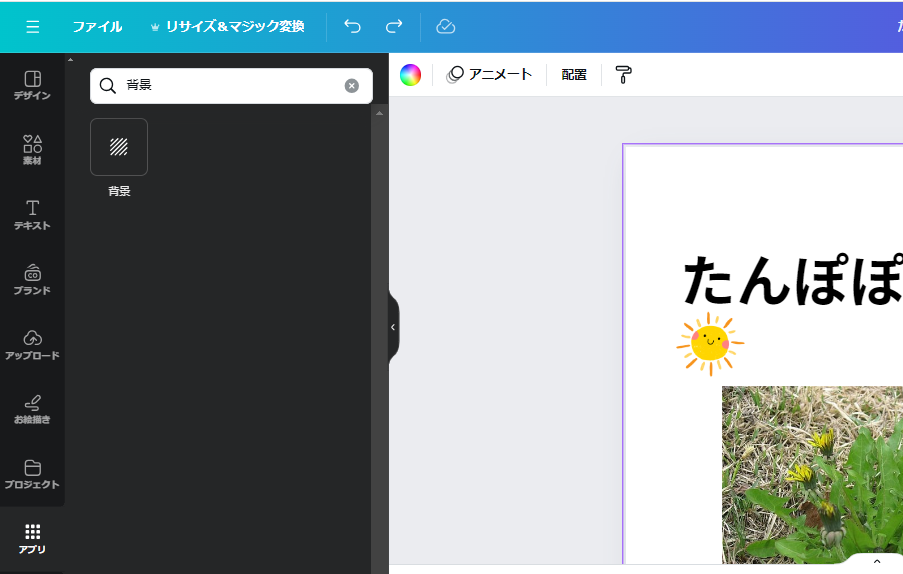 ファイル
リサイズ&マジック変換
デザイン
素材
テキスト
ブランド
アップロード
お絵描き
プロジェクト
アプリ
背景
背景
アニメート
配置
たんぽぽ